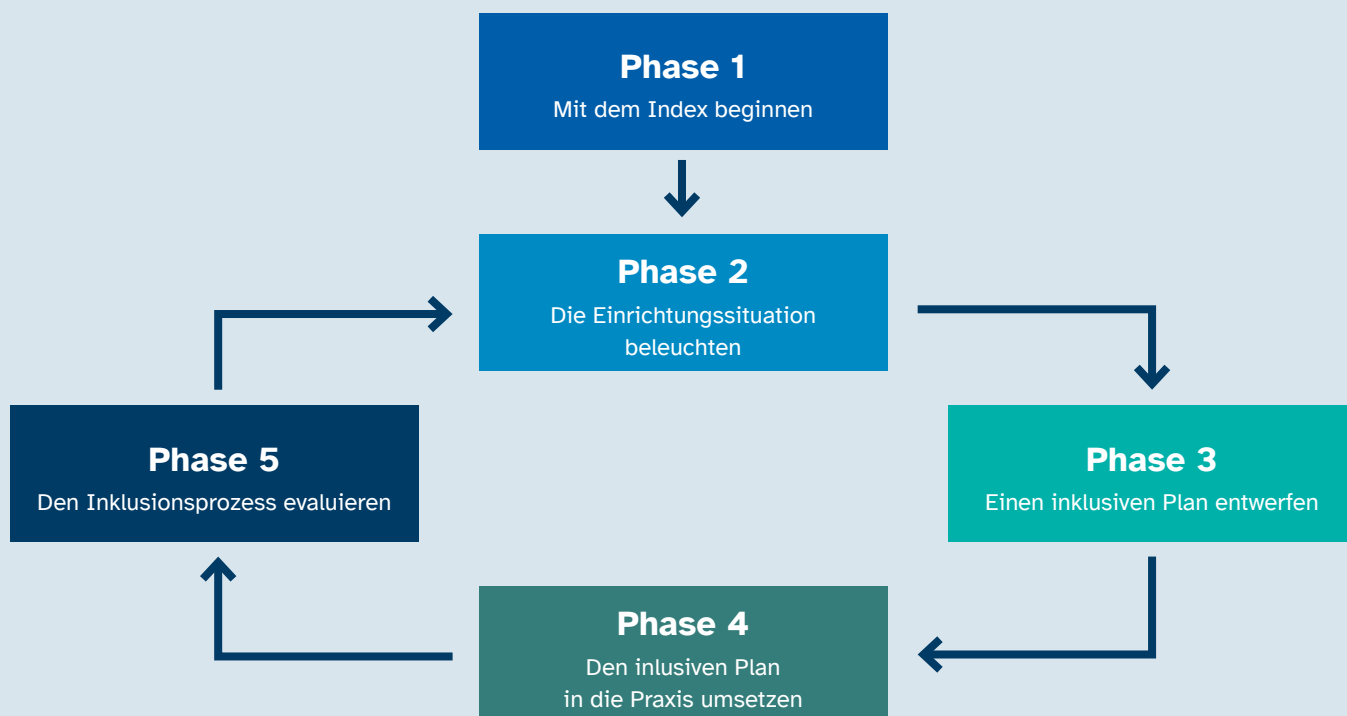 Phase 1
Mit dem Index beginnen
Phase 2
Die Einrichtungssituation
beleuchten
Phase 3
Einen inklusiven Plan entwerfen
Phase 4
Den inlusiven Plan
in die Praxis umsetzen
Phase 5
Den Inklusionsprozess evaluieren